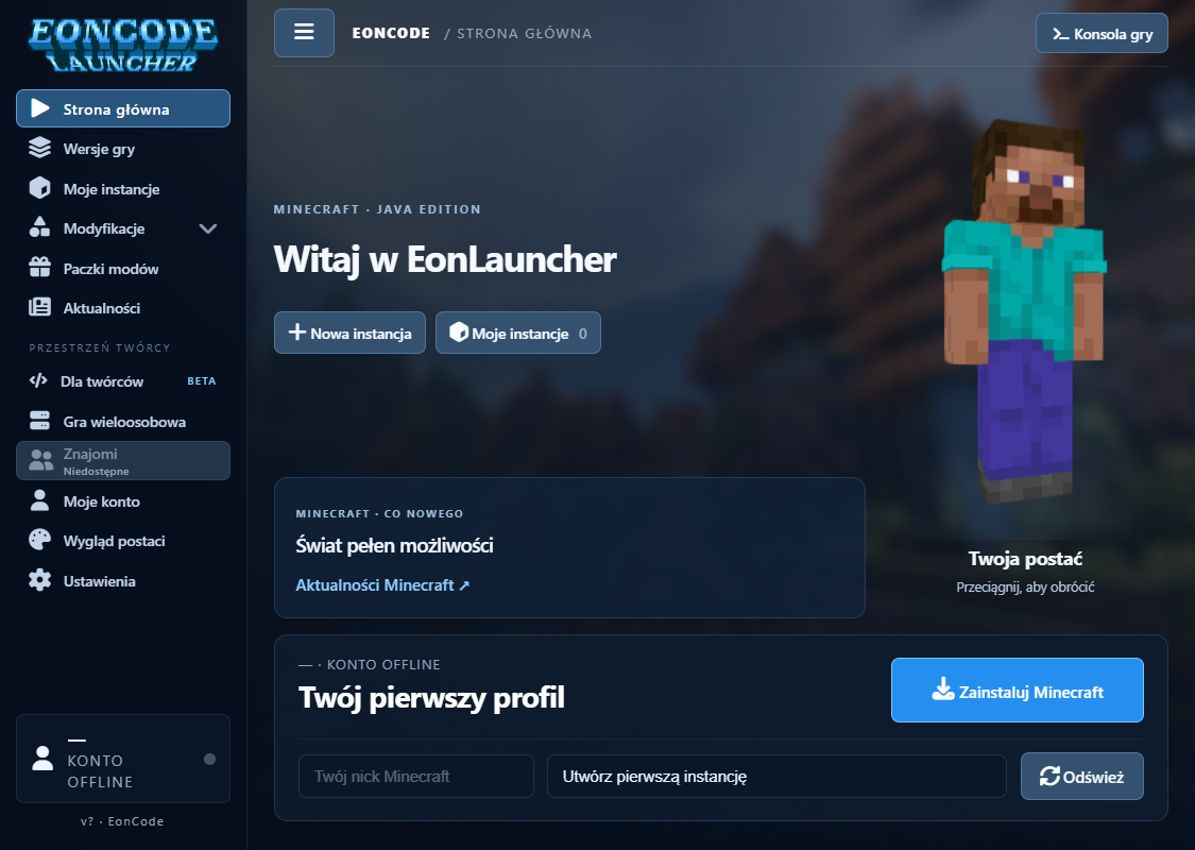 EONCODE
LAUNCHER
Strona główna
Wersje gry
Moje instancje
Modyfikacje
Paczki modów
Aktualności
PRZESTRZEŃ TWÓRCY
Dla twórców BETA
Gra wieloosobowa
Znajomi
Niedostępne
Moje konto
Wygląd postaci
Ustawienia
—
KONTO
OFFLINE
v? · EonCode
EONCODE / STRONA GŁÓWNA
Konsola gry
MINECRAFT · JAVA EDITION
Witaj w EonLauncher
Nowa instancja
Moje instancje 0
MINECRAFT · CO NOWEGO
Świat pełen możliwości
Aktualności Minecraft ↗
Twoja postać
Przeciągnij, aby obrócić
— · KONTO OFFLINE
Twój pierwszy profil
Zainstaluj Minecraft
Twój nick Minecraft
Utwórz pierwszą instancję
Odśwież